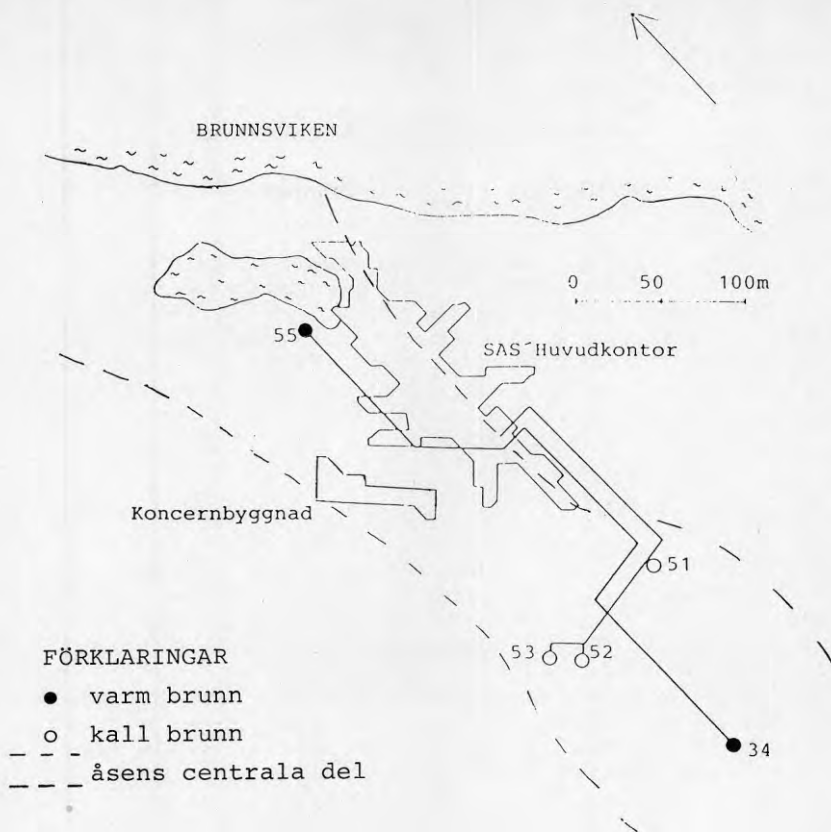 BRUNNSVIKEN
0 50 100m
55
SAS´Huvudkontor
Koncernbyggnad
51
53 52
34
FÖRKLARINGAR
varm brunn
kall brunn
åsens centrala del